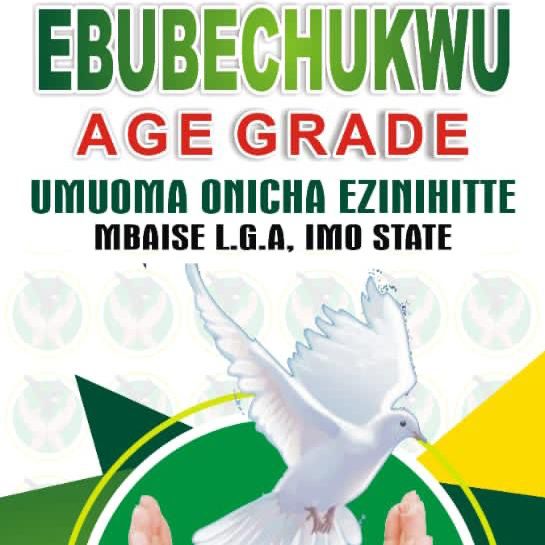 EBUBECHUKWU
AGE GRADE
UMUOMA ONICHA EZINIHITTE
MBAISE L.G.A, IMO STATE